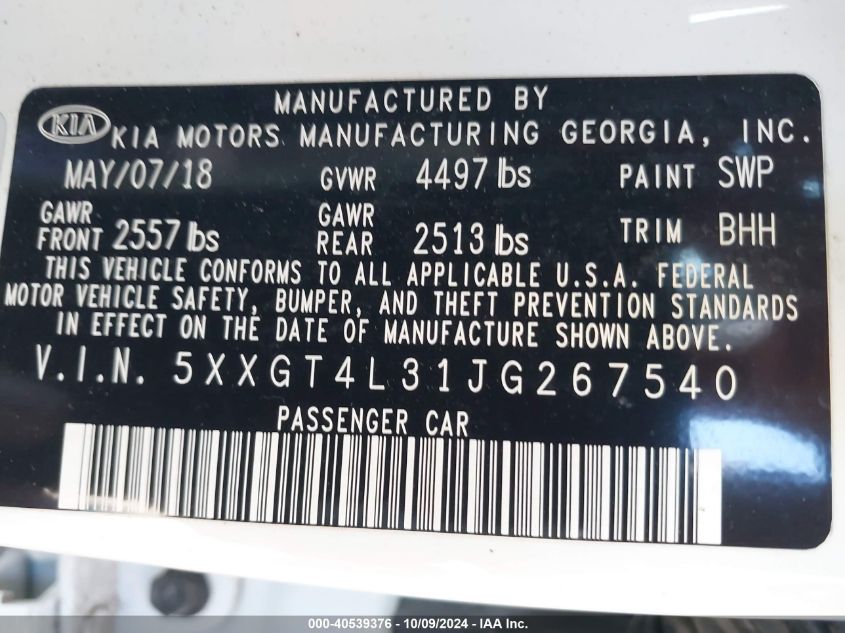 MANUFACTURED BY
KIA KIA MOTORS MANUFACTURING GEORGIA, INC.
MAY/07/18 GVWR 4497 lbs PAINT SWP
GAWR FRONT 2557 lbs GAWR REAR 2513 lbs TRIM BHH
THIS VEHICLE CONFORMS TO ALL APPLICABLE U.S.A. FEDERAL
MOTOR VEHICLE SAFETY, BUMPER, AND THEFT PREVENTION STANDARDS
IN EFFECT ON THE DATE OF MANUFACTURE SHOWN ABOVE.
V.I.N. 5XXGT4L31JG267540
PASSENGER CAR
000-40539376 - 10/09/2024 - IAA Inc.